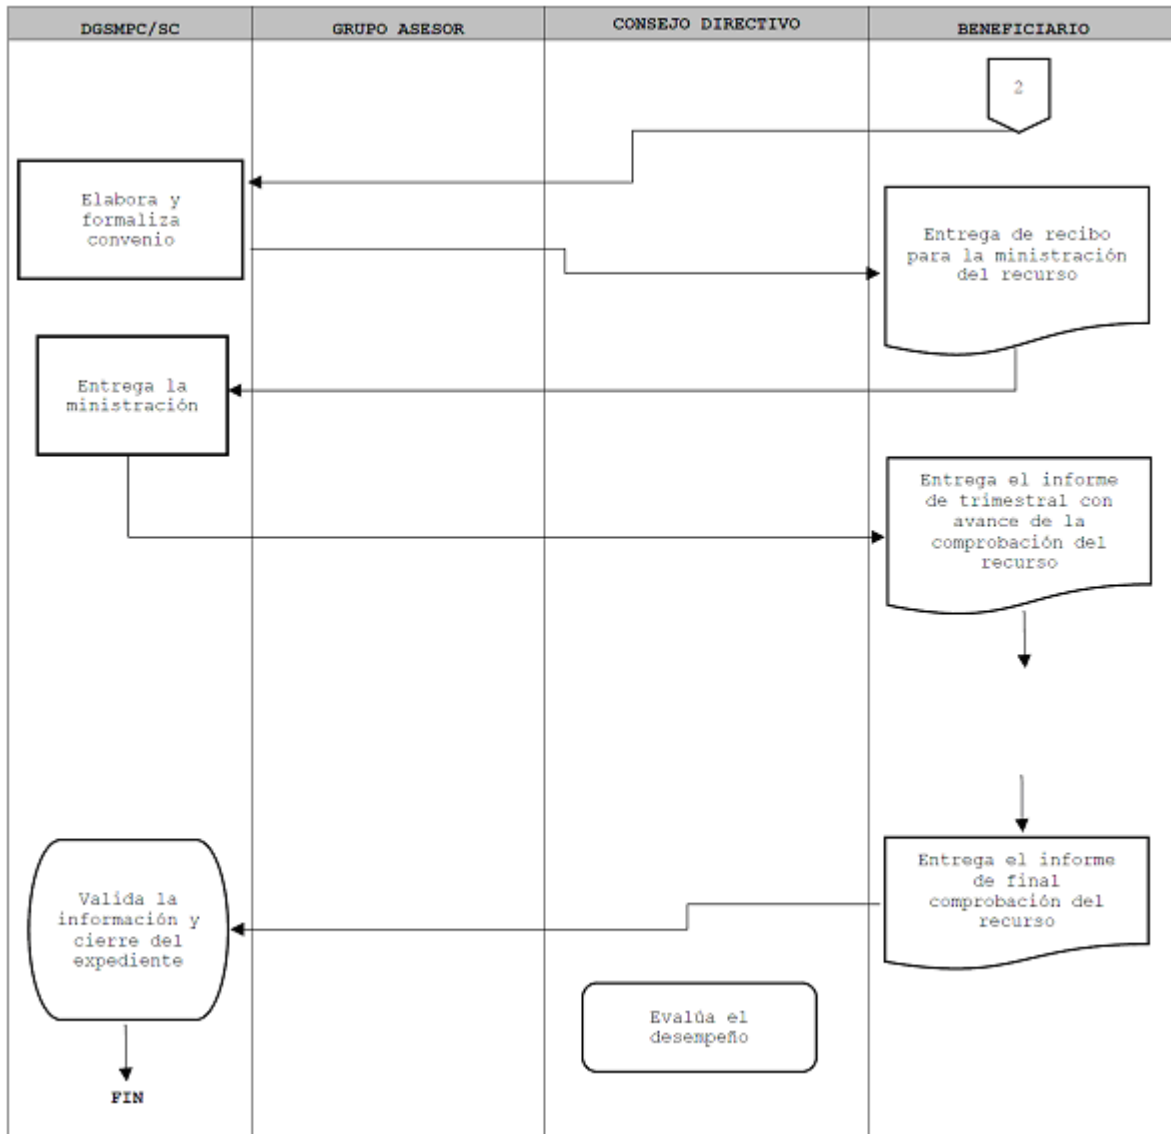 DGSMPC/SC
GRUPO ASESOR
CONSEJO DIRECTIVO
BENEFICIARIO
2
Elabora y
formaliza
convenio
Entrega de recibo
para la ministración
del recurso
Entrega la
ministración
Entrega el informe
de trimestral con
avance de la
comprobación del
recurso
Entrega el informe
de final
comprobación del
recurso
Valida la
información y
cierre del
expediente
Evalúa el
desempeño
FIN